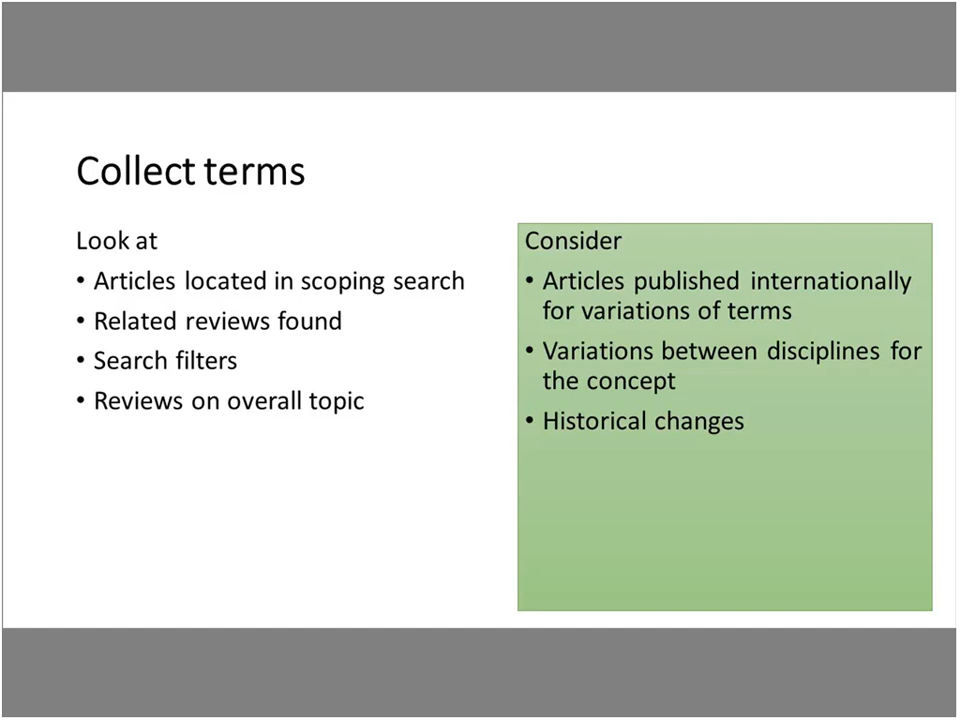 Collect terms
Look at
• Articles located in scoping search
• Related reviews found
• Search filters
• Reviews on overall topic
Consider
• Articles published internationally
for variations of terms
• Variations between disciplines for
the concept
• Historical changes